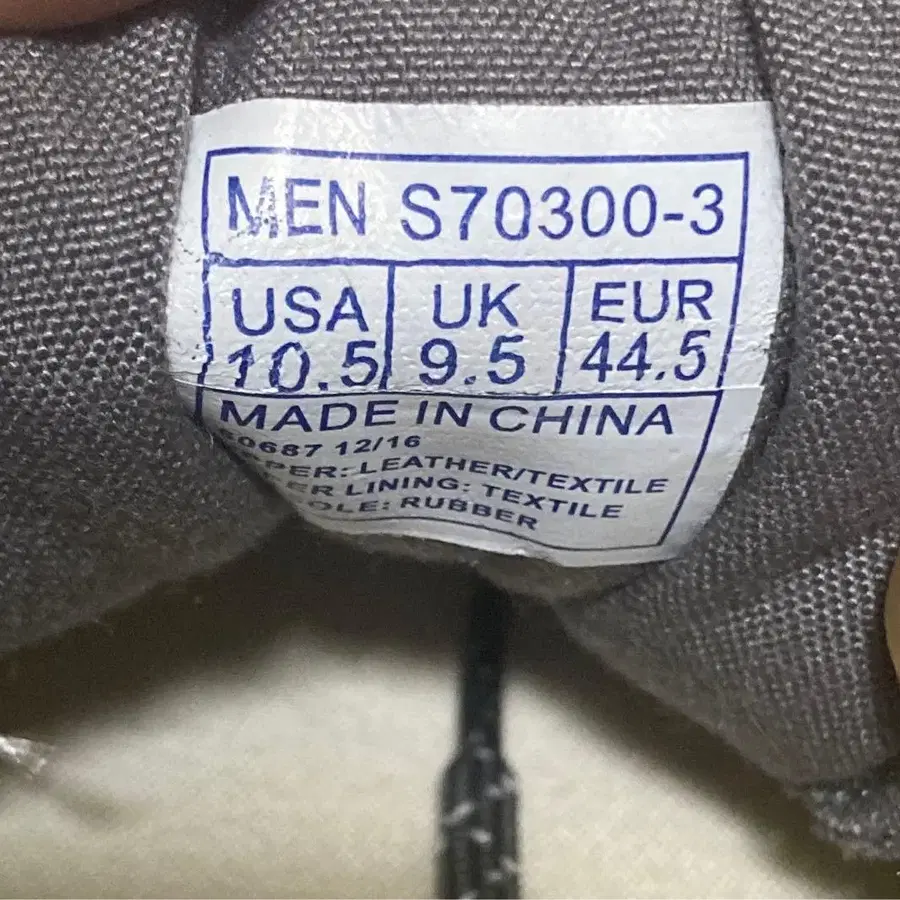 MEN S70300-3
USA UK EUR
10.5 9.5 44.5
MADE IN CHINA
0687 12/16
LEATHER/TEXTILE
LINING: TEXTILE
RUBBER